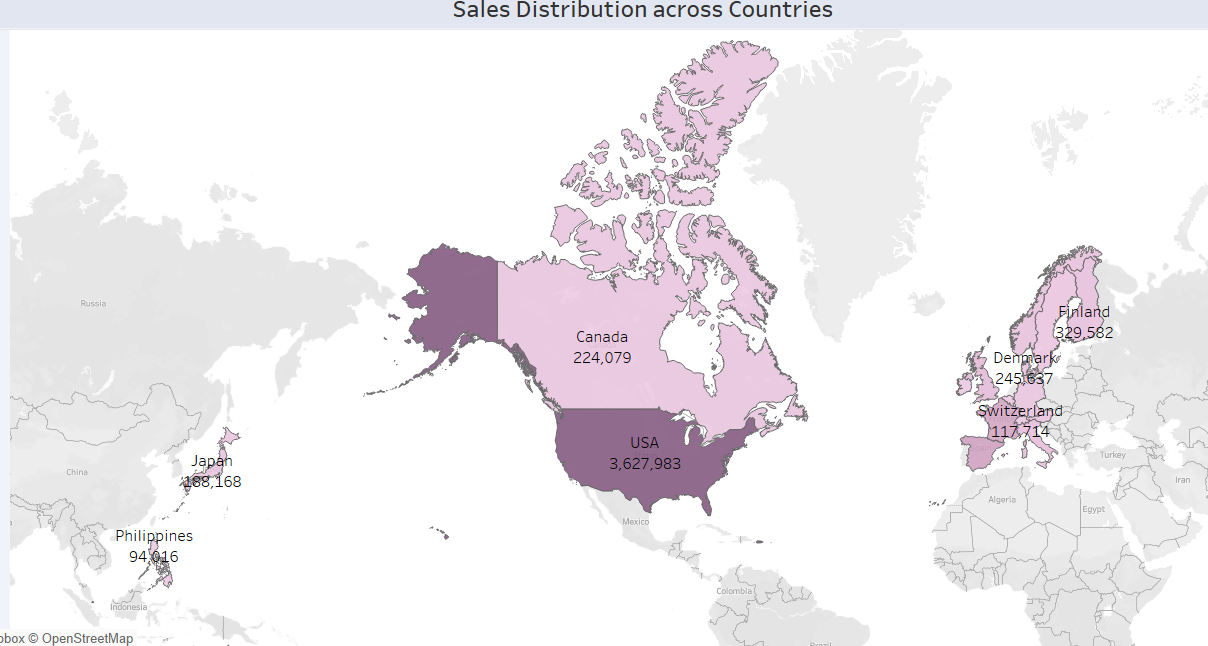 Sales Distribution across Countries
Russia
Canada
224,079
Finland
329,582
Denmark
245,637
Switzerland
117,714
USA
3,627,983
Japan
188,168
China
Turkey
Iran
Algeria
Egypt
Mexico
Philippines
94,016
Indonesia
Colombia
© OpenStreetMap